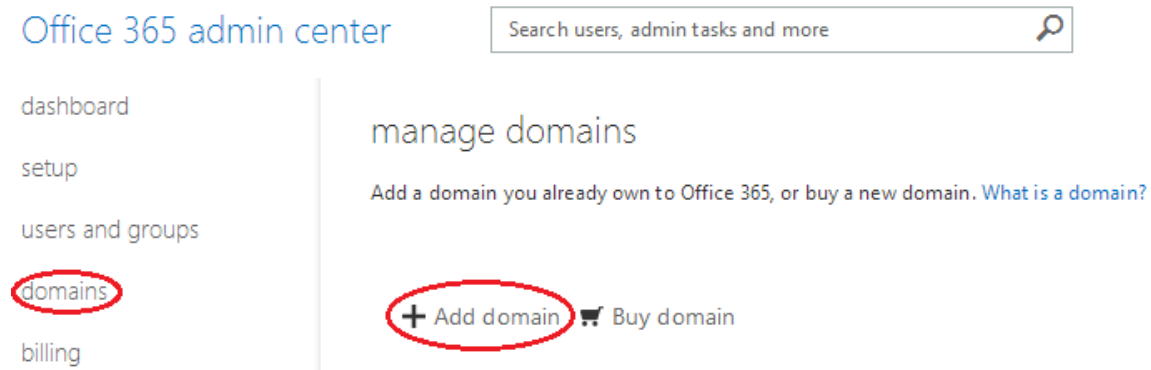 Office 365 admin center
Search users, admin tasks and more
dashboard
setup
users and groups
domains
billing
manage domains
Add a domain you already own to Office 365, or buy a new domain. What is a domain?
Add domain
Buy domain